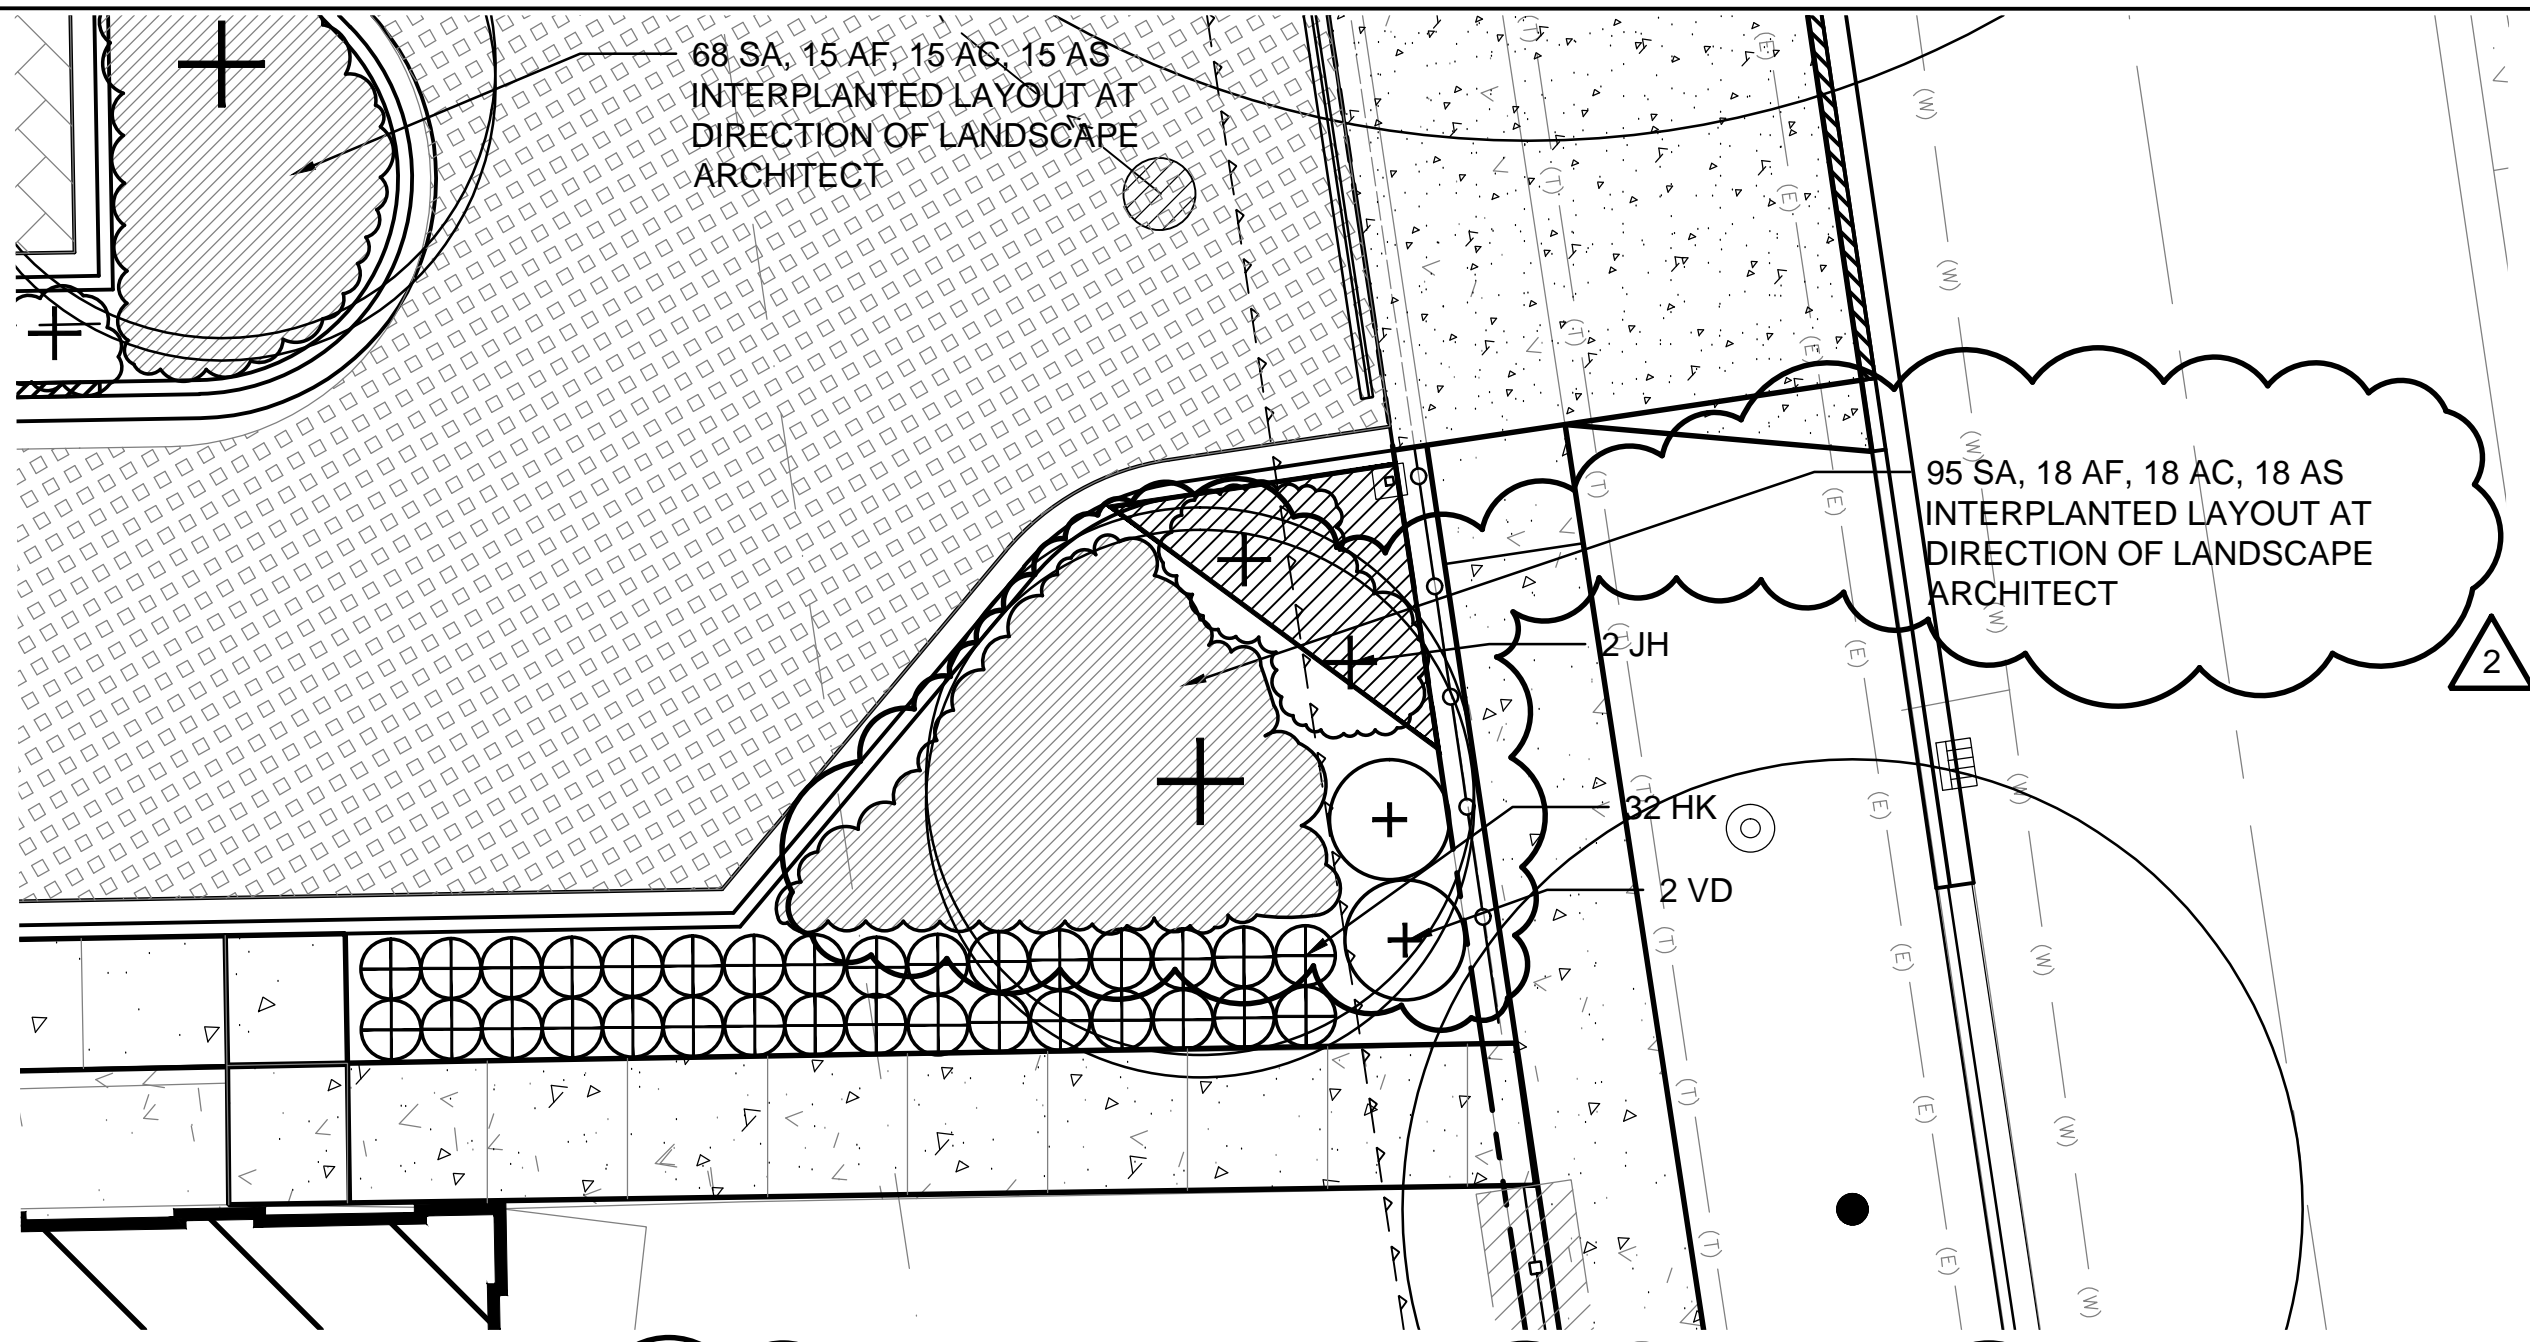 68 SA, 15 AF, 15 AC, 15 AS
INTERPLANTED LAYOUT AT
DIRECTION OF LANDSCAPE
ARCHITECT
95 SA, 18 AF, 18 AC, 18 AS
INTERPLANTED LAYOUT AT
DIRECTION OF LANDSCAPE
ARCHITECT
2
2 JH
32 HK
2 VD
(T)
(T)
(T)
(T)
(T)
(T)
(T)
(T)
(T)
(E)
(E)
(E)
(E)
(E)
(E)
(E)
(E)
(E)
(W)
(W)
(W)
(W)
(W)
(W)
(W)
(W)